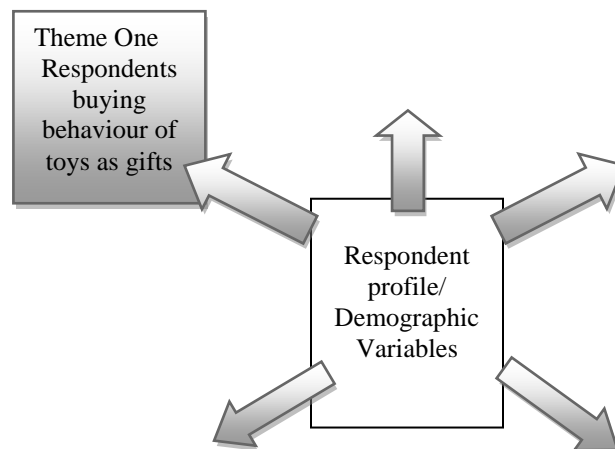 Theme One
Respondents
buying
behaviour of
toys as gifts
Respondent
profile/
Demographic
Variables